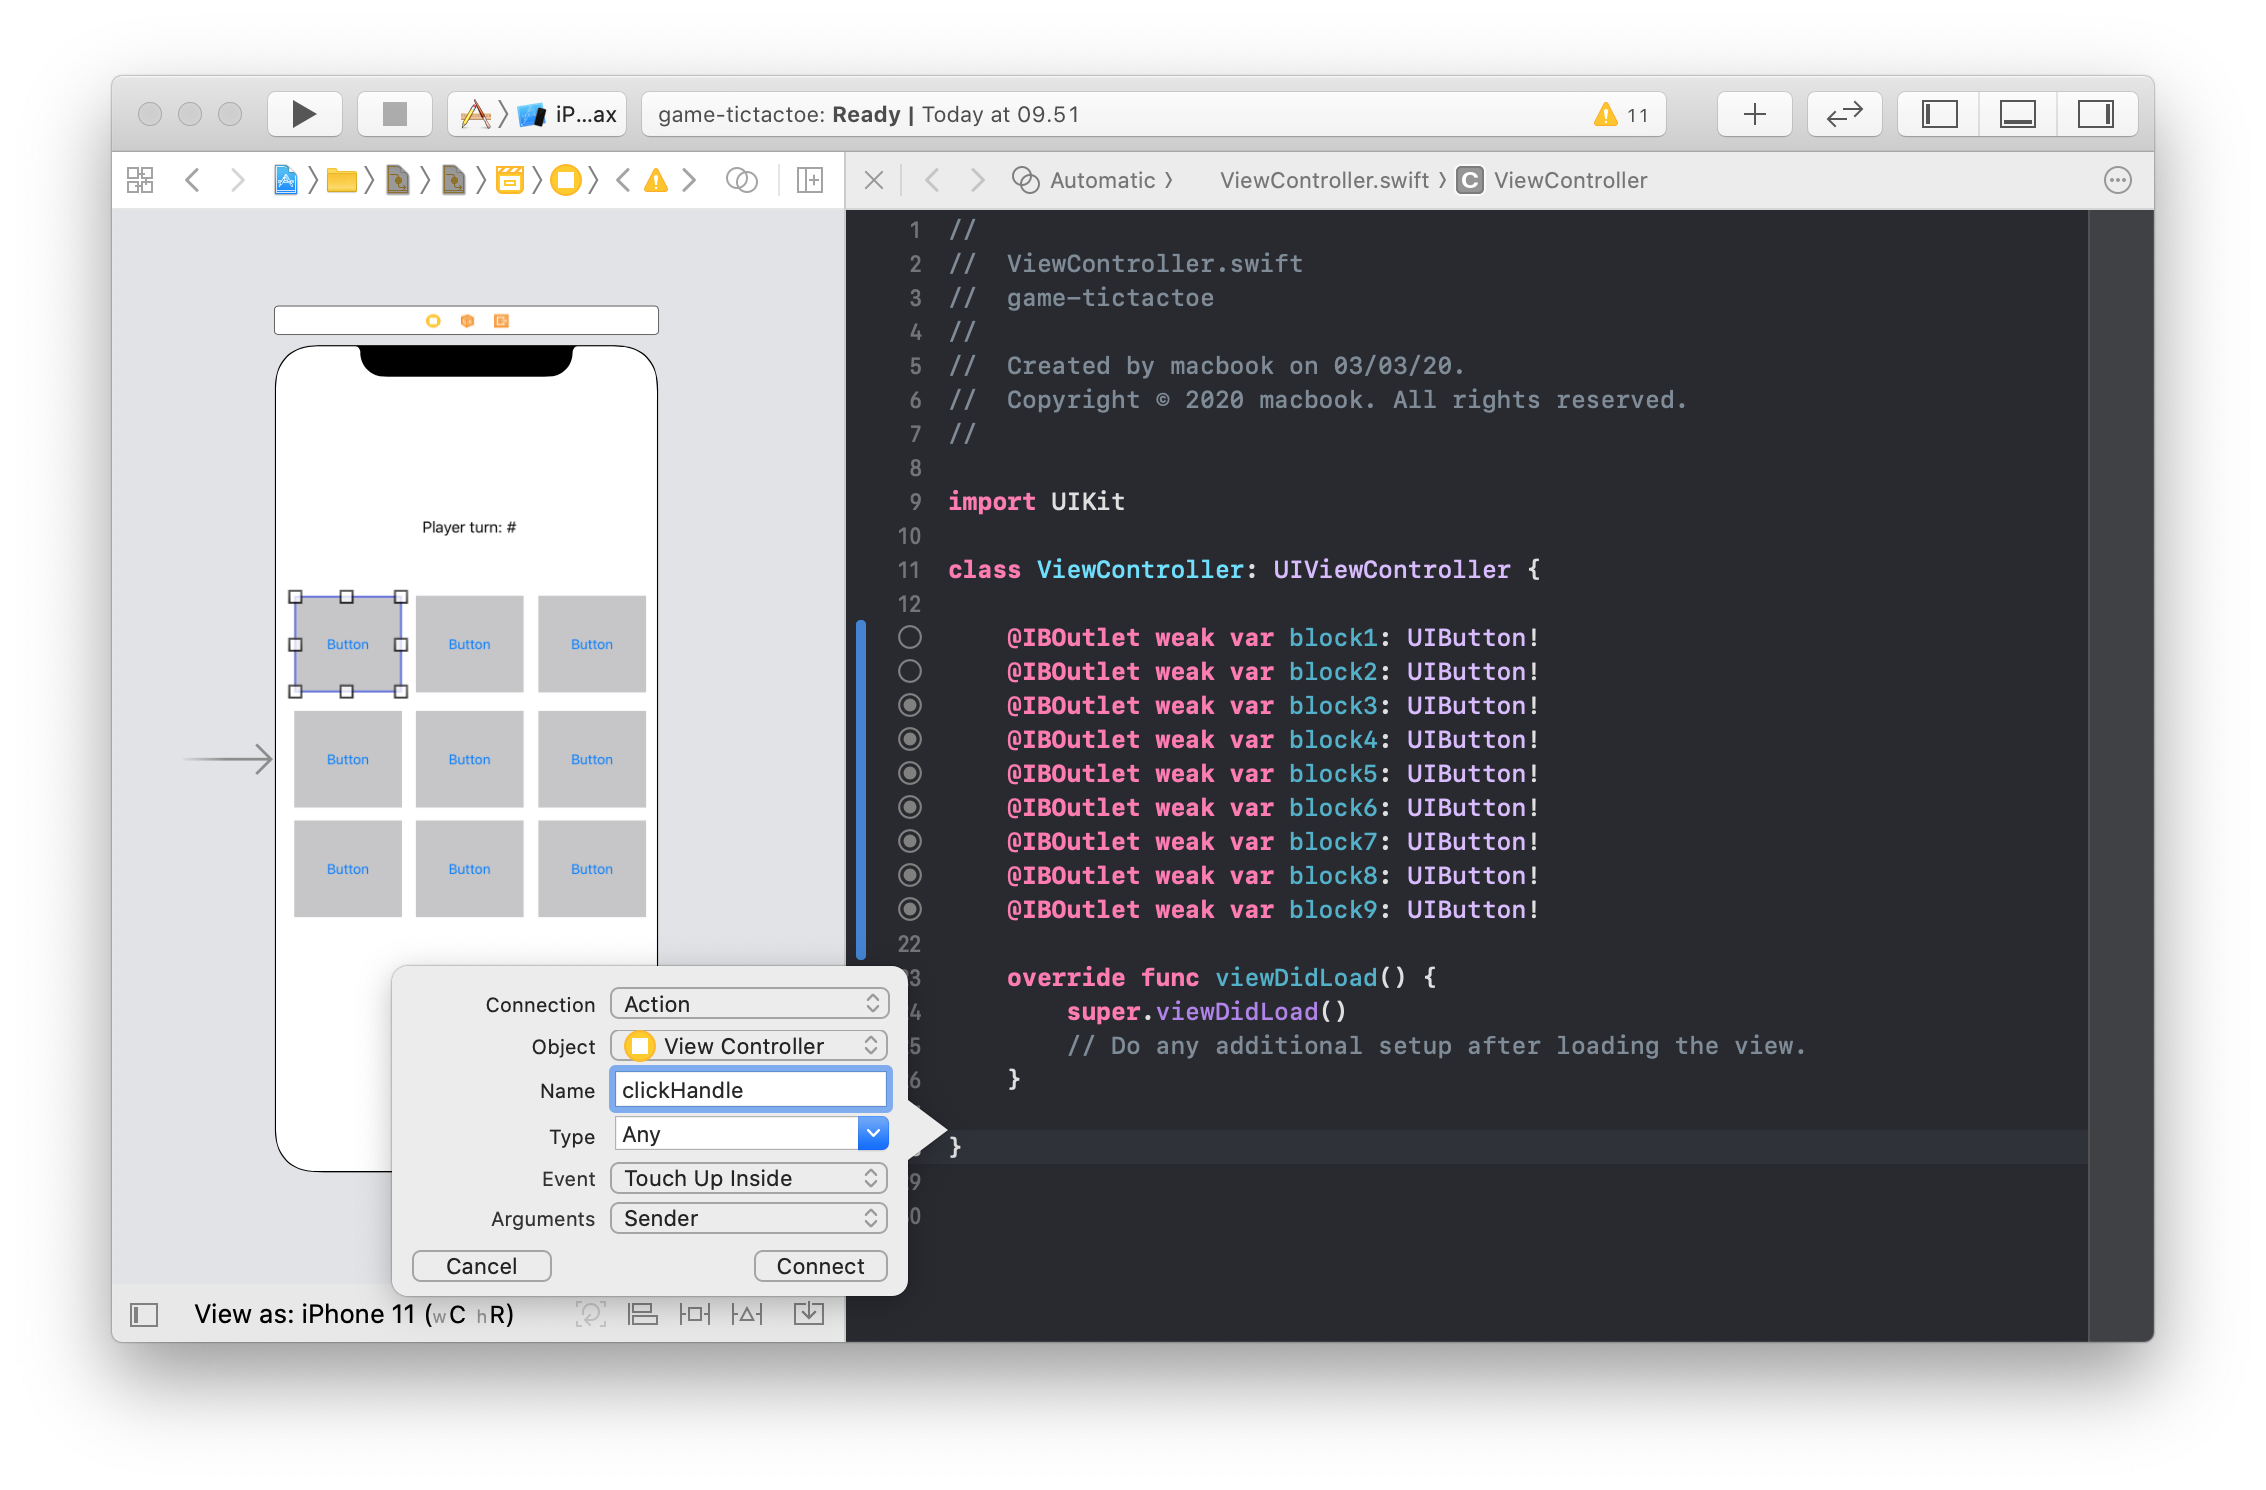 iP...ax
game-tictactoe: Ready | Today at 09.51
11
Automatic
ViewController.swift
C
ViewController
Player turn: #
Button Button Button
Button Button Button
Button Button Button
1 //
2 //  ViewController.swift
3 //  game-tictactoe
4 //
5 //  Created by macbook on 03/03/20.
6 //  Copyright © 2020 macbook. All rights reserved.
7 //
8
9 import UIKit
10
11 class ViewController: UIViewController {
12
@IBOutlet weak var block1: UIButton!
@IBOutlet weak var block2: UIButton!
@IBOutlet weak var block3: UIButton!
@IBOutlet weak var block4: UIButton!
@IBOutlet weak var block5: UIButton!
@IBOutlet weak var block6: UIButton!
@IBOutlet weak var block7: UIButton!
@IBOutlet weak var block8: UIButton!
@IBOutlet weak var block9: UIButton!
22
3 override func viewDidLoad() {
4 super.viewDidLoad()
5 // Do any additional setup after loading the view.
6 }
}
9
0
Connection Action
Object View Controller
Name clickHandle
Type Any
Event Touch Up Inside
Arguments Sender
Cancel Connect
View as: iPhone 11 (wC hR)